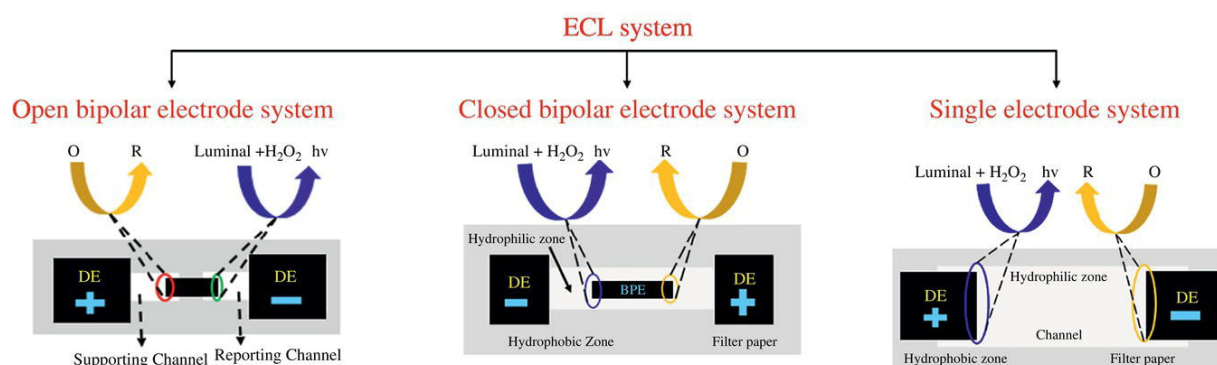 ECL system
Open bipolar electrode system
O
R
Luminal +H₂O₂
hv
DE
+
DE
−
Supporting Channel
Reporting Channel
Closed bipolar electrode system
Luminal + H₂O₂
hv
R
O
Hydrophilic zone
DE
−
BPE
DE
+
Hydrophobic Zone
Filter paper
Single electrode system
Luminal + H₂O₂
hv
R
O
Hydrophilic zone
DE
+
DE
−
Channel
Hydrophobic zone
Filter paper